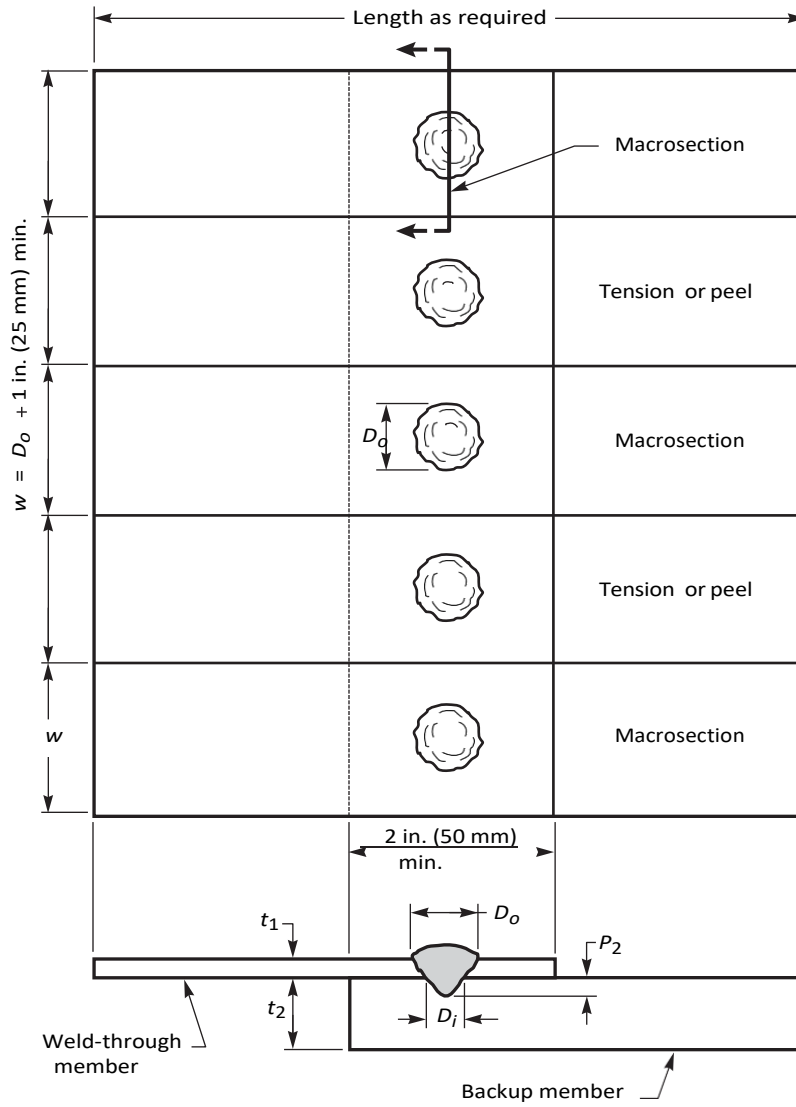 Length as required
Macrosection
Tension or peel
w = Do + 1 in. (25 mm) min.
Do
Macrosection
Tension or peel
w
Macrosection
2 in. (50 mm)
min.
t1
Do
P2
t2
Di
Weld-through
member
Backup member